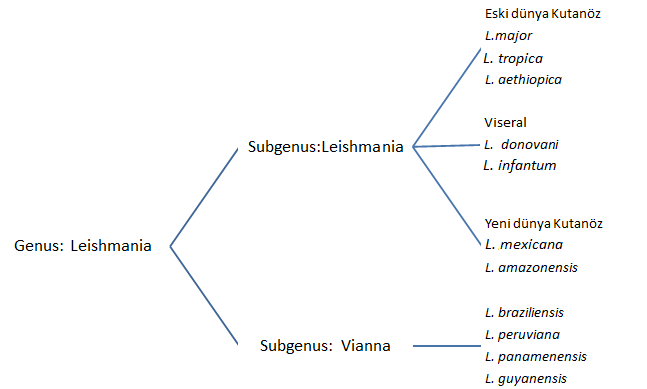 Eski dünya Kutanöz
L.major
L. tropica
L. aethiopica
Viseral
L. donovani
L. infantum
Subgenus:Leishmania
Yeni dünya Kutanöz
L. mexicana
L. amazonensis
Genus: Leishmania
L. braziliensis
L. peruviana
L. panamenensis
L. guyanensis
Subgenus: Vianna